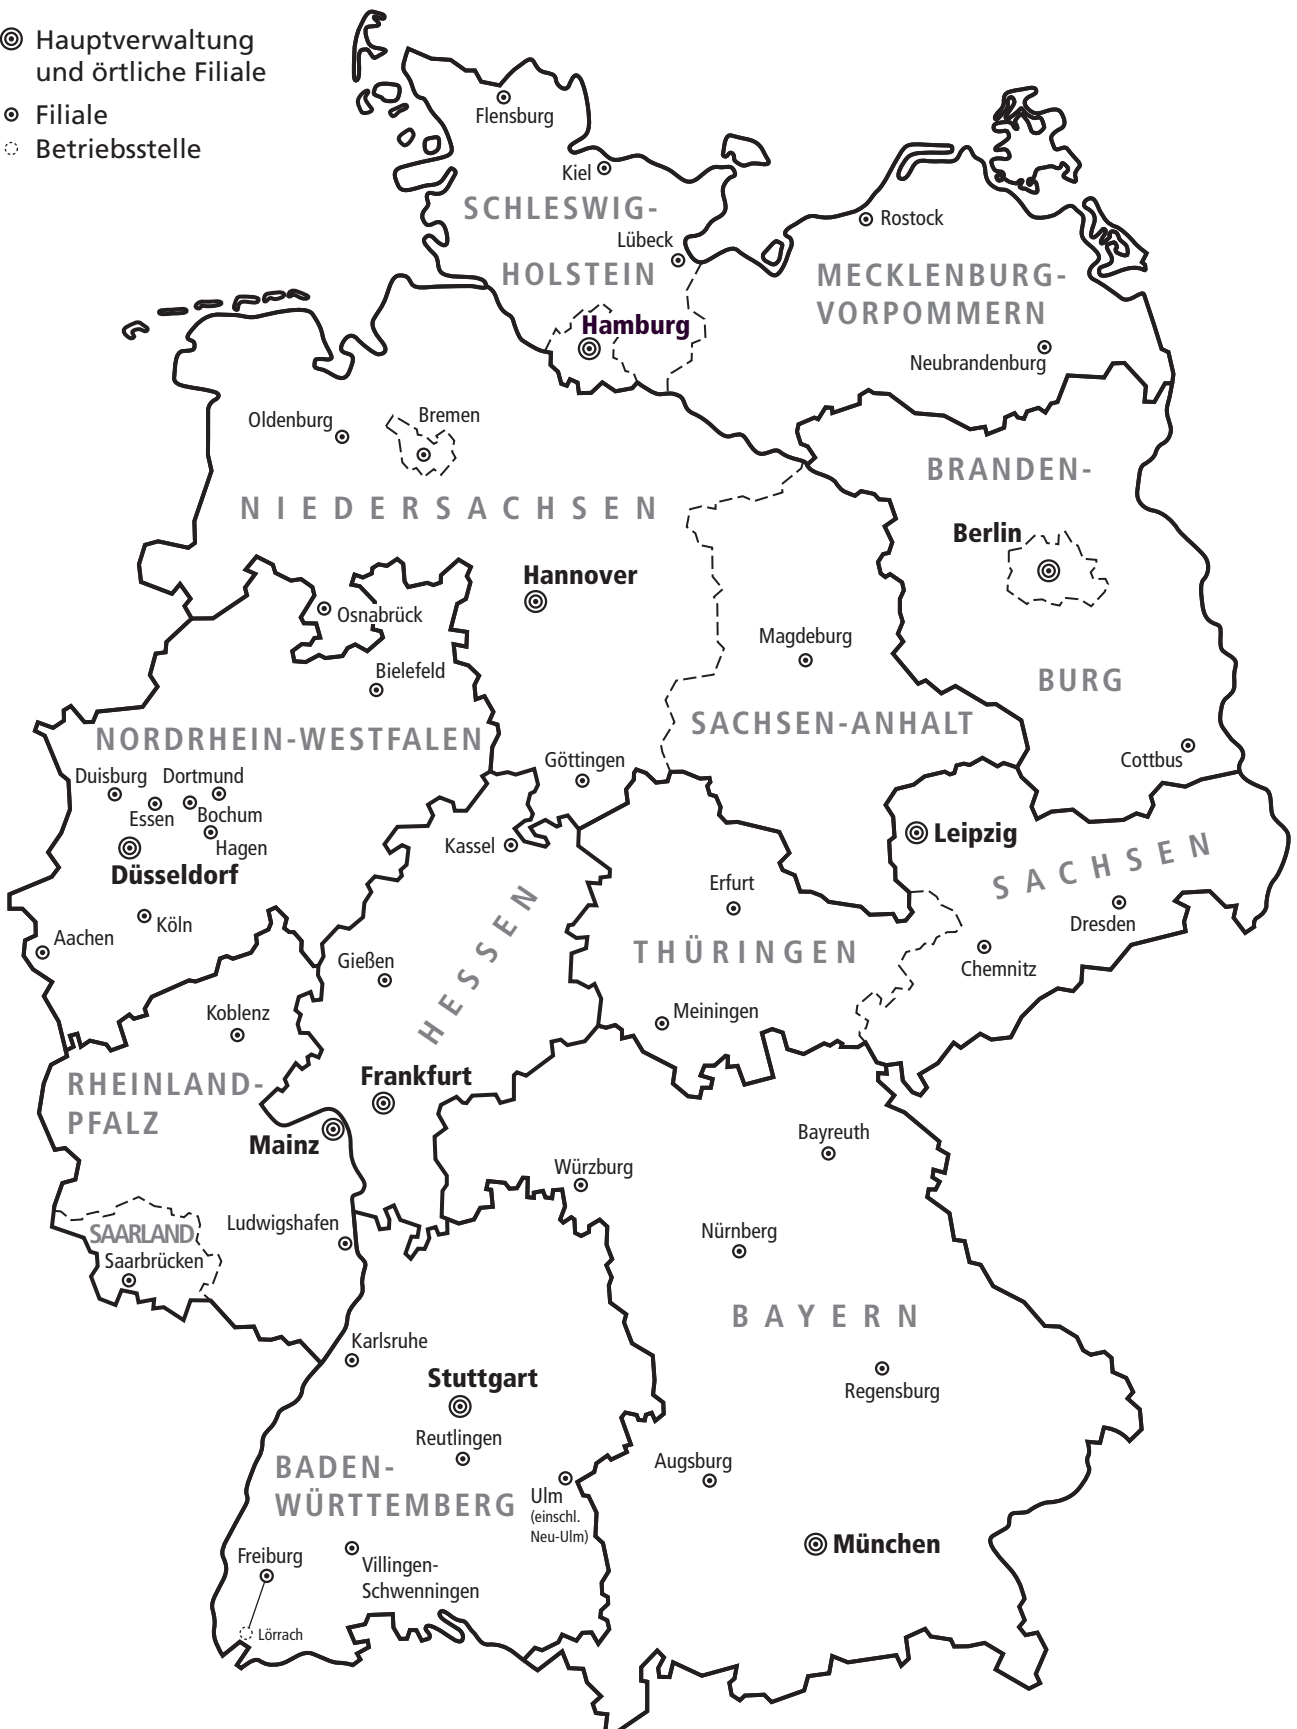 Hauptverwaltung
und örtliche Filiale
Filiale
Betriebsstelle
Flensburg
Kiel
SCHLESWIG-
HOLSTEIN
Lübeck
Rostock
MECKLENBURG-
VORPOMMERN
Hamburg
Neubrandenburg
Oldenburg
Bremen
NIEDERSACHSEN
BRANDEN-
BURG
Berlin
Hannover
Osnabrück
Magdeburg
Bielefeld
SACHSEN-ANHALT
NORDRHEIN-WESTFALEN
Göttingen
Cottbus
Duisburg
Dortmund
Essen
Bochum
Hagen
Düsseldorf
Kassel
Leipzig
SACHSEN
Erfurt
Dresden
Köln
Aachen
HESSEN
THÜRINGEN
Gießen
Chemnitz
Koblenz
Meiningen
RHEINLAND-
PFALZ
Frankfurt
Mainz
Bayreuth
Würzburg
Ludwigshafen
SAARLAND
Saarbrücken
Nürnberg
BAYERN
Karlsruhe
Stuttgart
Regensburg
Reutlingen
BADEN-
WÜRTTEMBERG
Augsburg
Ulm
(einschl.
Neu-Ulm)
München
Freiburg
Villingen-
Schwenningen
Lörrach